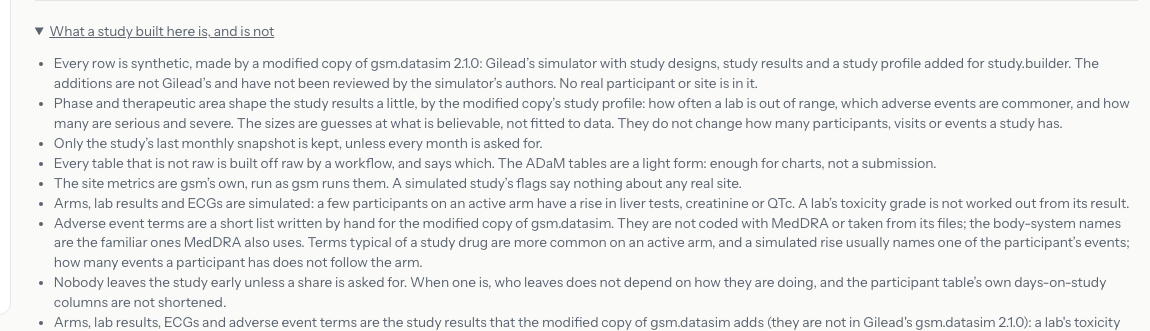 ▼ What a study built here is, and is not
• Every row is synthetic, made by a modified copy of gsm.datasim 2.1.0: Gilead’s simulator with study designs, study results and a study profile added for study.builder. The
additions are not Gilead’s and have not been reviewed by the simulator’s authors. No real participant or site is in it.
• Phase and therapeutic area shape the study results a little, by the modified copy’s study profile: how often a lab is out of range, which adverse events are commoner, and how
many are serious and severe. The sizes are guesses at what is believable, not fitted to data. They do not change how many participants, visits or events a study has.
• Only the study’s last monthly snapshot is kept, unless every month is asked for.
• Every table that is not raw is built off raw by a workflow, and says which. The ADaM tables are a light form: enough for charts, not a submission.
• The site metrics are gsm’s own, run as gsm runs them. A simulated study’s flags say nothing about any real site.
• Arms, lab results and ECGs are simulated: a few participants on an active arm have a rise in liver tests, creatinine or QTc. A lab’s toxicity grade is not worked out from its result.
• Adverse event terms are a short list written by hand for the modified copy of gsm.datasim. They are not coded with MedDRA or taken from its files; the body-system names
are the familiar ones MedDRA also uses. Terms typical of a study drug are more common on an active arm, and a simulated rise usually names one of the participant’s events;
how many events a participant has does not follow the arm.
• Nobody leaves the study early unless a share is asked for. When one is, who leaves does not depend on how they are doing, and the participant table’s own days-on-study
columns are not shortened.
• Arms, lab results, ECGs and adverse event terms are the study results that the modified copy of gsm.datasim adds (they are not in Gilead's gsm.datasim 2.1.0): a lab's toxicity